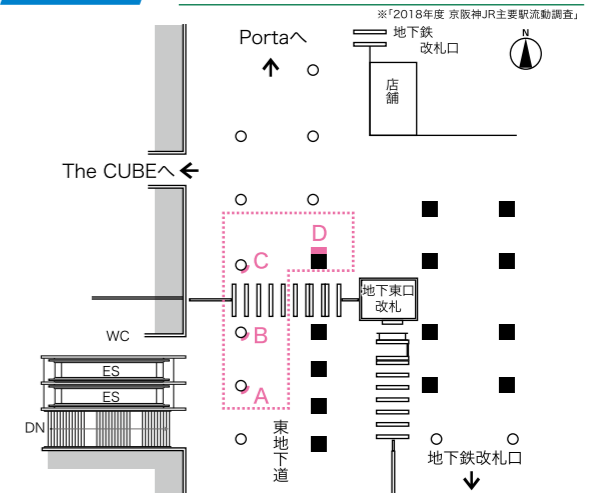 ※「2018年度 京阪神JR主要駅流動調査」
Portaへ
地下鉄
改札口
N
店舗
The CUBEへ
D
C
地下東口
改札
WC
B
ES
ES
A
DN
東地下道
地下鉄改札口